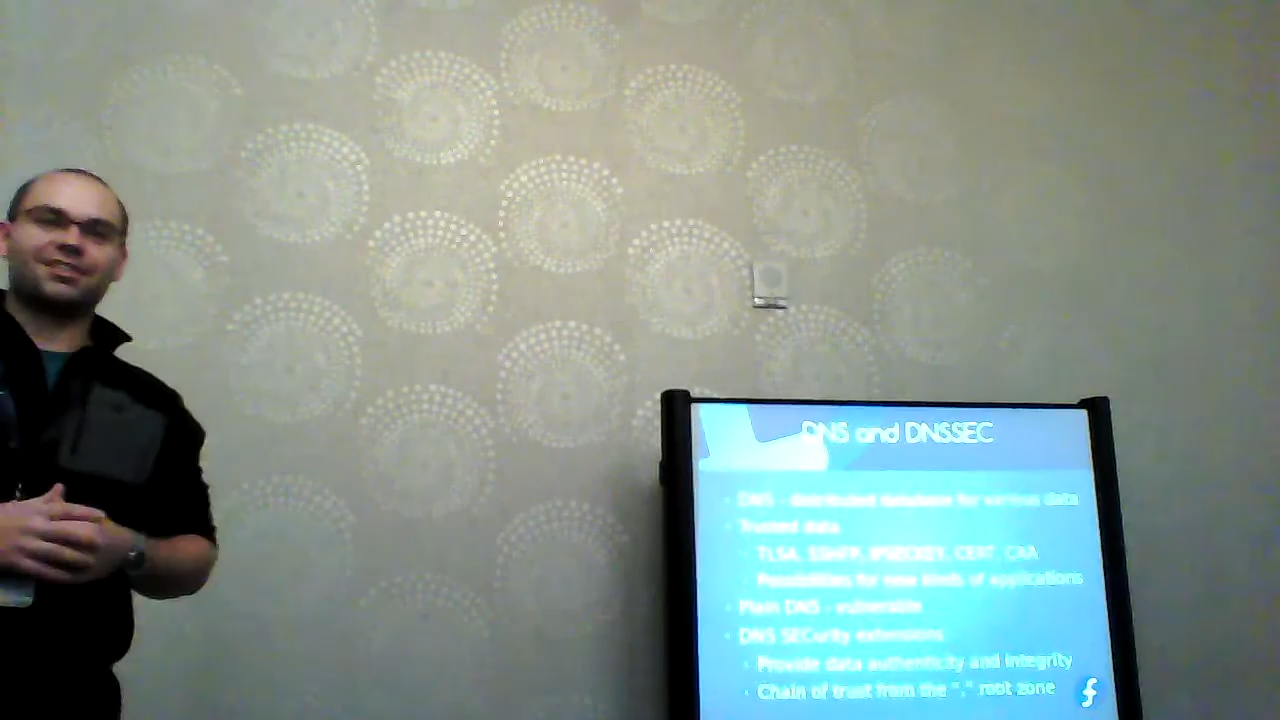 DNS and DNSSEC
DNS - distributed database for various data
Trusted data
TLSA, SSHFP, IPSECKEY, CERT, CAA
Possibilities for new kinds of applications
Plain DNS - vulnerable
DNS SECurity extensions
Provide data authenticity and integrity
Chain of trust from the "." root zone